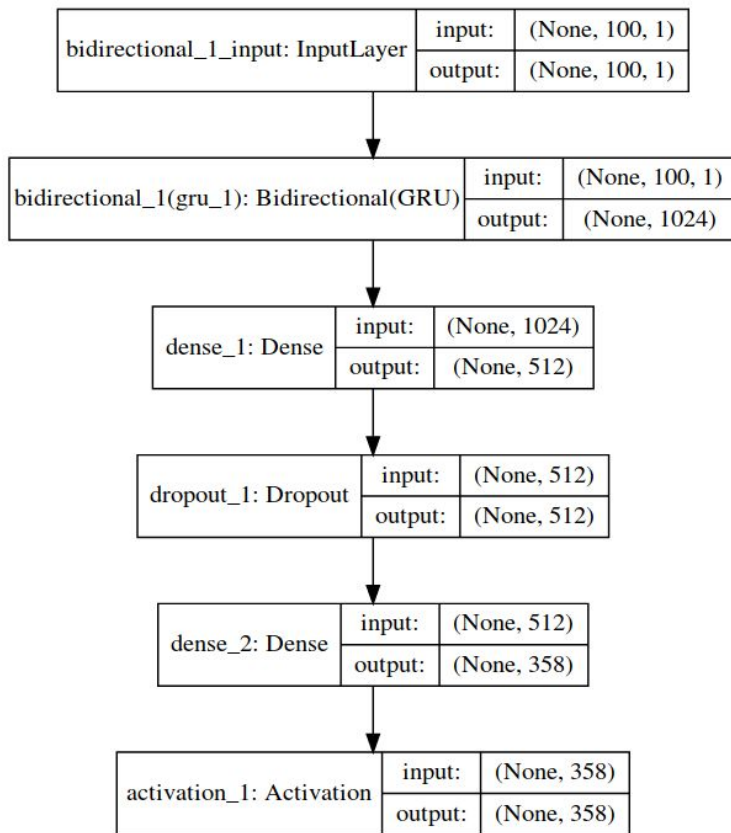 bidirectional_1_input: InputLayer
input: (None, 100, 1)
output: (None, 100, 1)
bidirectional_1(gru_1): Bidirectional(GRU)
input: (None, 100, 1)
output: (None, 1024)
dense_1: Dense
input: (None, 1024)
output: (None, 512)
dropout_1: Dropout
input: (None, 512)
output: (None, 512)
dense_2: Dense
input: (None, 512)
output: (None, 358)
activation_1: Activation
input: (None, 358)
output: (None, 358)